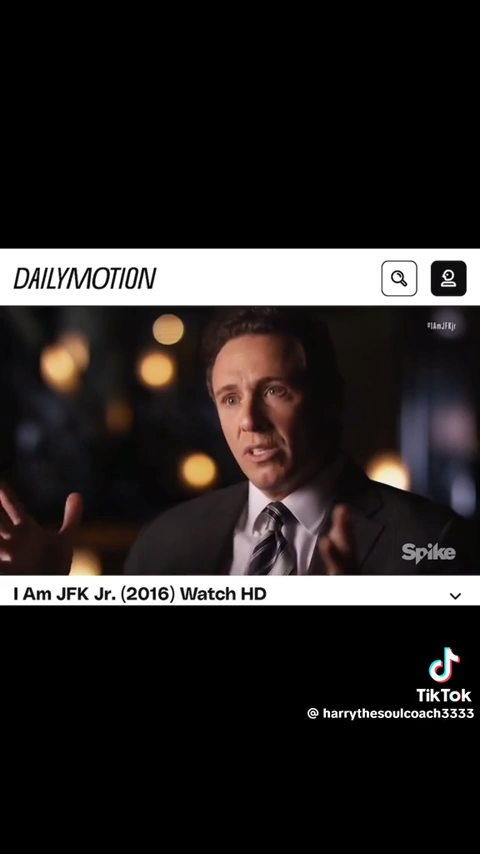 DAILYMOTION
#IAmJFKjr
Spike
I Am JFK Jr. (2016) Watch HD
TikTok
@ harrythesoulcoach3333